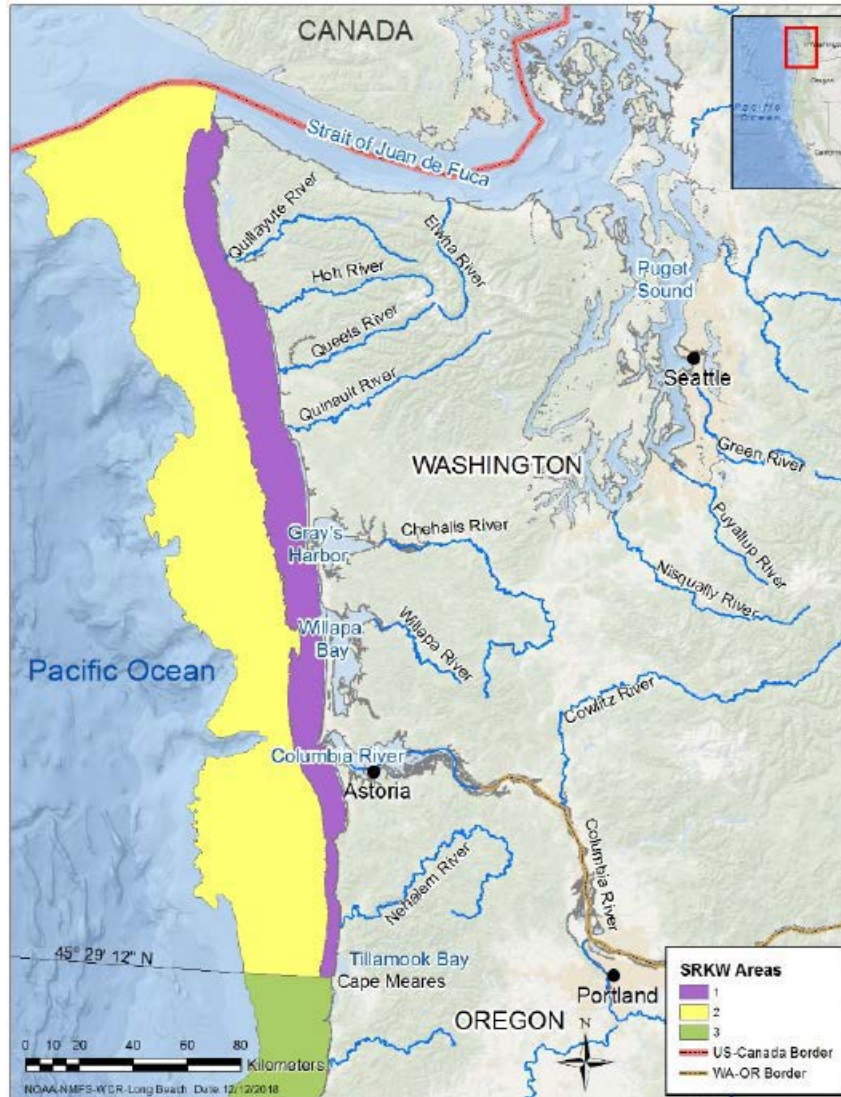 CANADA
Washington
Oregon
Pacific
Ocean
Strait of Juan de Fuca
Quillayute River
Elwha River
Hoh River
Puget
Sound
Queets River
Seattle
Quinault River
WASHINGTON
Green River
Chehalis River
Gray's
Harbor
Puyallup River
Nisqually River
Willapa
Bay
Willapa River
Pacific Ocean
Cowlitz River
Columbia River
Astoria
Columbia River
Nehalem River
45° 29' 12" N
Tillamook Bay
Cape Meares
Portland
OREGON
N
SRKW Areas
1
2
3
US-Canada Border
WA-OR Border
0 10 20 40 60 80
Kilometers
NOAA-NMFS-WCR-Long Beach Date: 12/12/2018